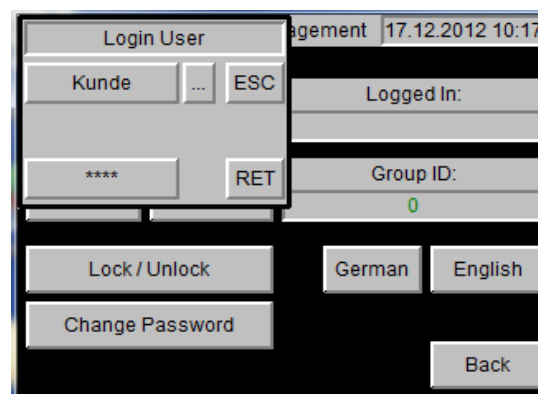 Login User
agement 17.12.2012 10:17
Kunde ... ESC
Logged In:
**** RET
Group ID:
0
Lock / Unlock German English
Change Password
Back